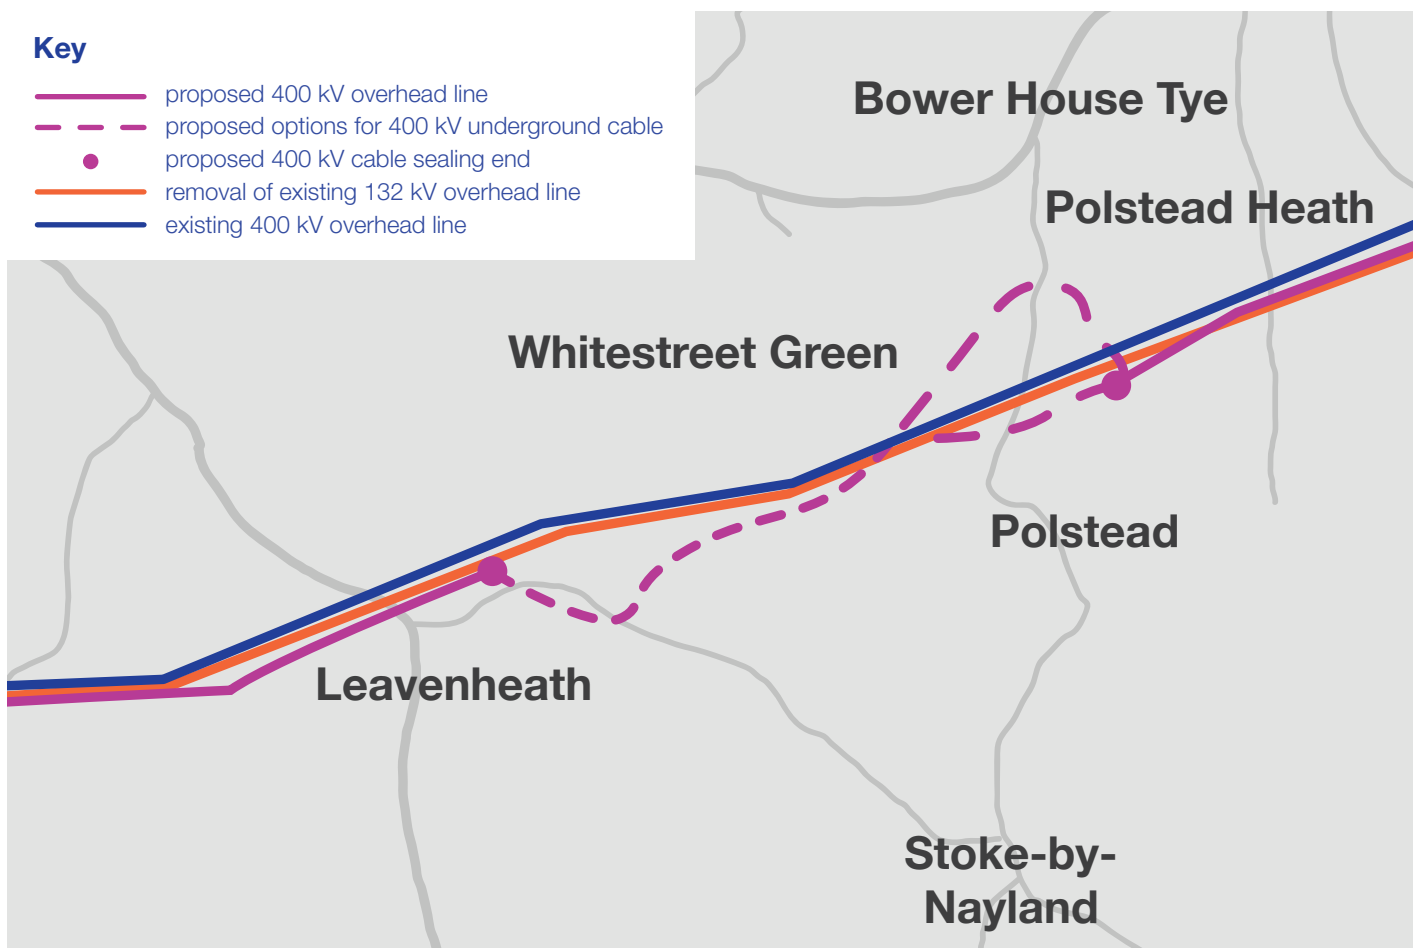 Key
proposed 400 kV overhead line
proposed options for 400 kV underground cable
proposed 400 kV cable sealing end
removal of existing 132 kV overhead line
existing 400 kV overhead line
Bower House Tye
Polstead Heath
Whitestreet Green
Polstead
Leavenheath
Stoke-by-
Nayland